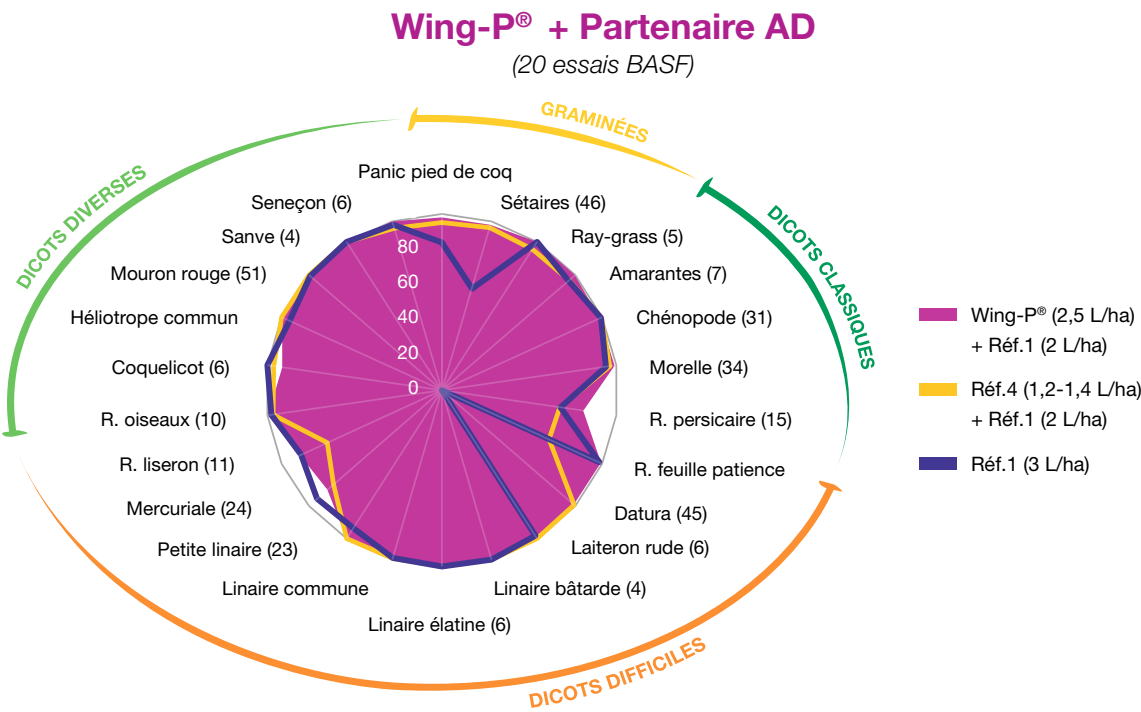 Wing-P® + Partenaire AD
(20 essais BASF)
GRAMINÉES
DICOTS DIVERSES
DICOTS CLASSIQUES
DICOTS DIFFICILES
Panic pied de coq
Sétaires (46)
Ray-grass (5)
Amarantes (7)
Chénopode (31)
Morelle (34)
R. persicaire (15)
R. feuille patience
Datura (45)
Laiteron rude (6)
Linaire bâtarde (4)
Linaire élatine (6)
Linaire commune
Petite linaire (23)
Mercuriale (24)
R. liseron (11)
R. oiseaux (10)
Coquelicot (6)
Héliotrope commun
Mouron rouge (51)
Sanve (4)
Seneçon (6)
80
60
40
20
0
Wing-P® (2,5 L/ha)
+ Réf.1 (2 L/ha)
Réf.4 (1,2-1,4 L/ha)
+ Réf.1 (2 L/ha)
Réf.1 (3 L/ha)